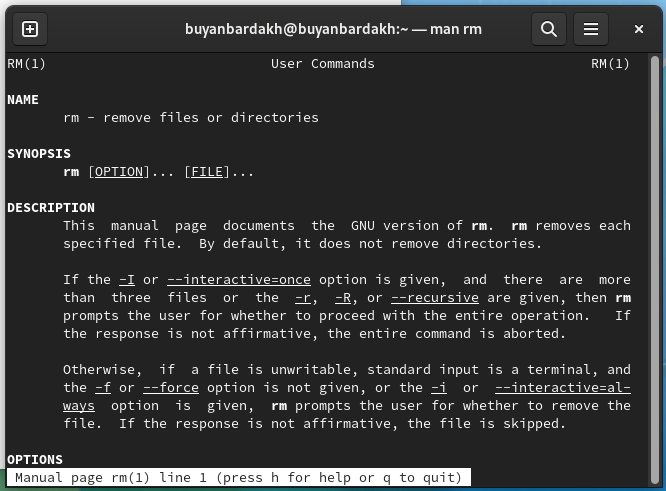 buyanbardakh@buyanbardakh:~ — man rm
RM(1) User Commands RM(1)
NAME
rm - remove files or directories
SYNOPSIS
rm [OPTION]... [FILE]...
DESCRIPTION
This manual page documents the GNU version of rm. rm removes each
specified file. By default, it does not remove directories.
If the -I or --interactive=once option is given, and there are more
than three files or the -r, -R, or --recursive are given, then rm
prompts the user for whether to proceed with the entire operation. If
the response is not affirmative, the entire command is aborted.
Otherwise, if a file is unwritable, standard input is a terminal, and
the -f or --force option is not given, or the -i or --interactive=al-
ways option is given, rm prompts the user for whether to remove the
file. If the response is not affirmative, the file is skipped.
OPTIONS
Manual page rm(1) line 1 (press h for help or q to quit)